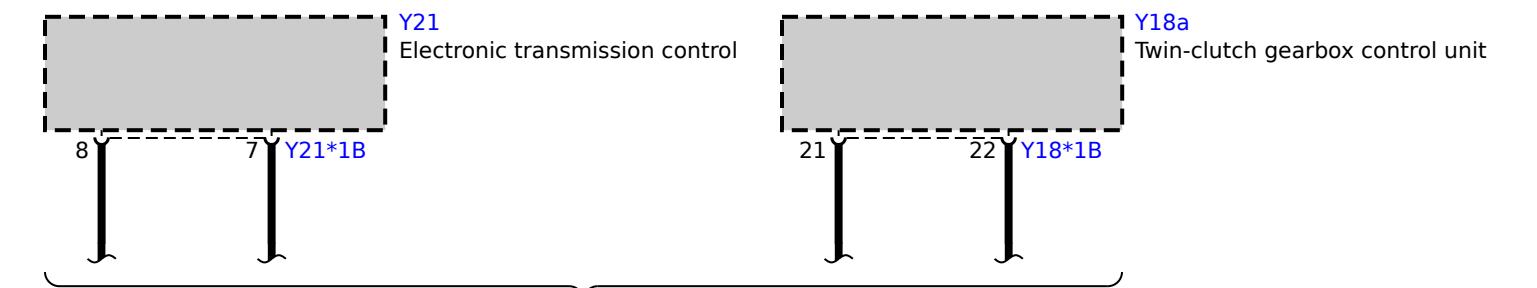 Y21
Electronic transmission control
Y18a
Twin-clutch gearbox control unit
8
7
Y21*1B
21
22
Y18*1B